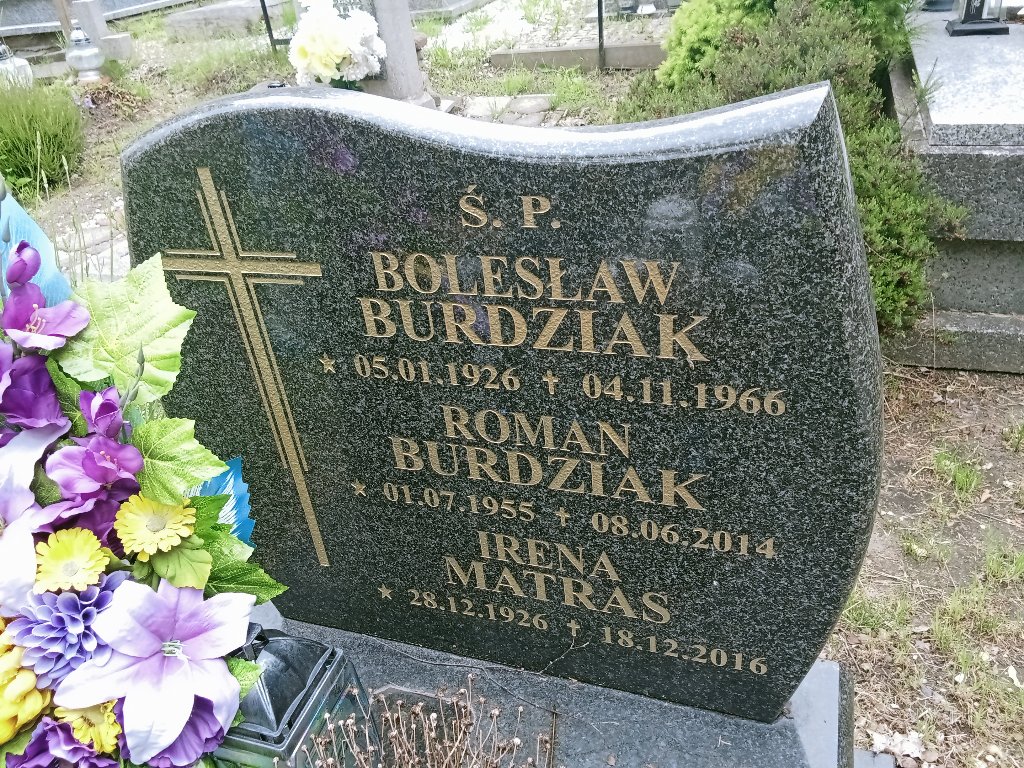 Ś. P.
BOLESŁAW
BURDZIAK
★ 05.01.1926 ✝ 04.11.1966
ROMAN
BURDZIAK
★ 01.07.1955 ✝ 08.06.2014
IRENA
MATRAS
★ 28.12.1926 ✝ 18.12.2016